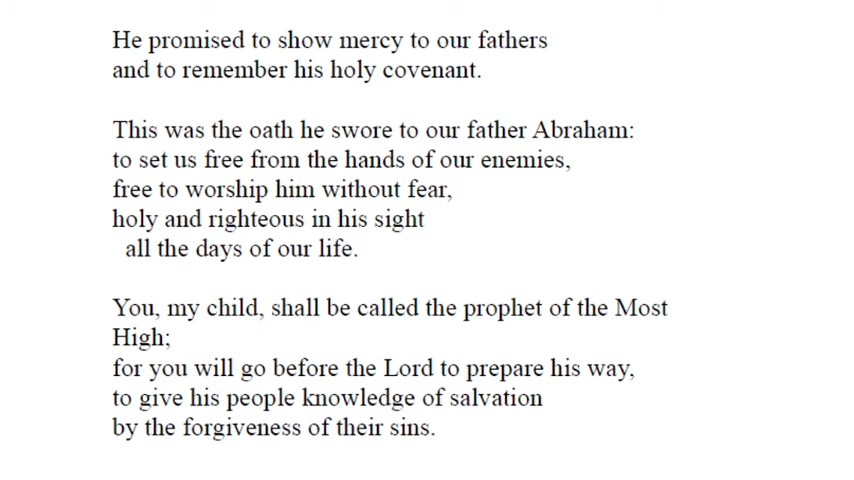 He promised to show mercy to our fathers
and to remember his holy covenant.
This was the oath he swore to our father Abraham:
to set us free from the hands of our enemies,
free to worship him without fear,
holy and righteous in his sight
all the days of our life.
You, my child, shall be called the prophet of the Most
High;
for you will go before the Lord to prepare his way,
to give his people knowledge of salvation
by the forgiveness of their sins.